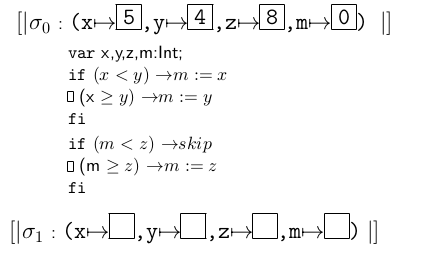 [|σ₀ : (x↦5,y↦4,z↦8,m↦0) |]
var x,y,z,m:Int;
if (x < y) →m := x
▯ (x ≥ y) →m := y
fi
if (m < z) →skip
▯ (m ≥ z) →m := z
fi
[|σ₁ : (x↦☐,y↦☐,z↦☐,m↦☐) |]